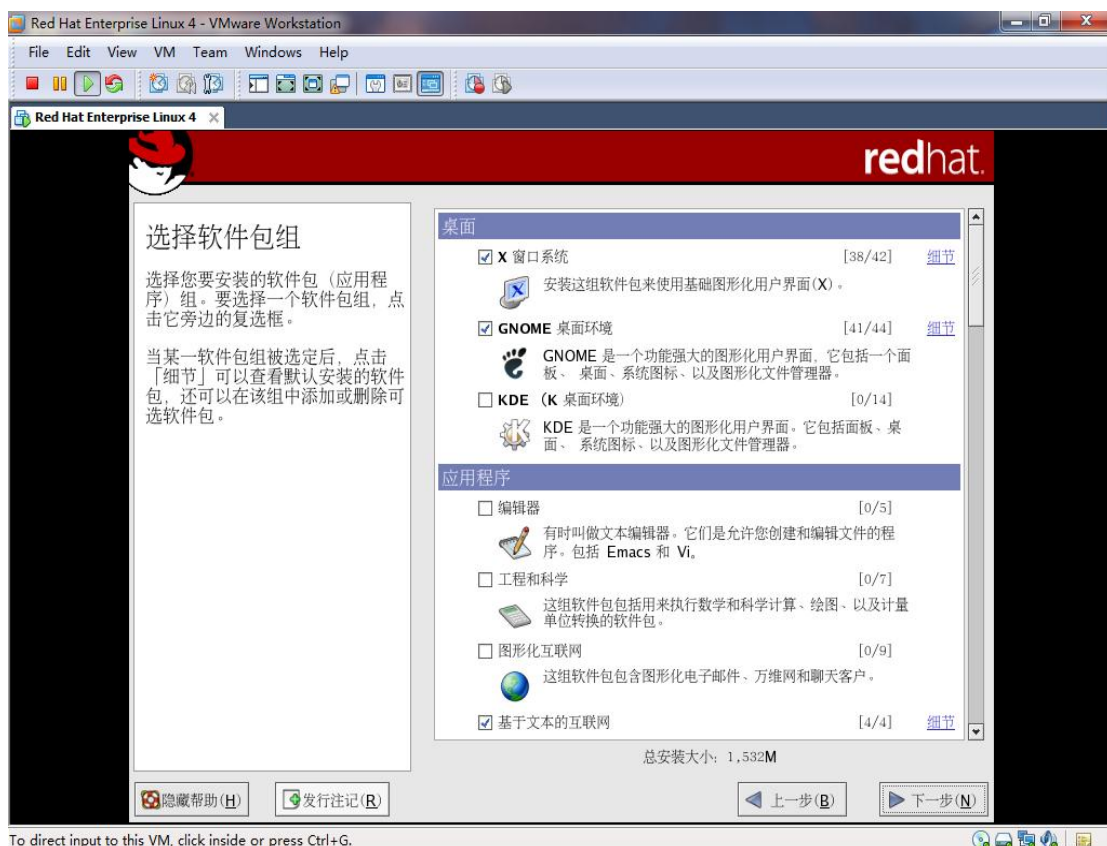 Red Hat Enterprise Linux 4 - VMware Workstation
File Edit View VM Team Windows Help
Red Hat Enterprise Linux 4
redhat.
选择软件包组
选择您要安装的软件包（应用程
序）组。要选择一个软件包组，点
击它旁边的复选框。
当某一软件包组被选定后，点击
「细节」可以查看默认安装的软件
包，还可以在该组中添加或删除可
选软件包。
桌面
X 窗口系统 [38/42] 细节
安装这组软件包来使用基础图形化用户界面(X)。
GNOME 桌面环境 [41/44] 细节
GNOME 是一个功能强大的图形化用户界面，它包括一个面
板、 桌面、系统图标、以及图形化文件管理器。
KDE （K 桌面环境） [0/14]
KDE 是一个功能强大的图形化用户界面。它包括面板、桌
面、 系统图标、以及图形化文件管理器。
应用程序
编辑器 [0/5]
有时叫做文本编辑器。它们是允许您创建和编辑文件的程
序。包括 Emacs 和 Vi。
工程和科学 [0/7]
这组软件包包括用来执行数学和科学计算、绘图、以及计量
单位转换的软件包。
图形化互联网 [0/9]
这组软件包包含图形化电子邮件、万维网和聊天客户。
基于文本的互联网 [4/4] 细节
总安装大小: 1,532M
隐藏帮助(H) 发行注记(R) 上一步(B) 下一步(N)
To direct input to this VM, click inside or press Ctrl+G.